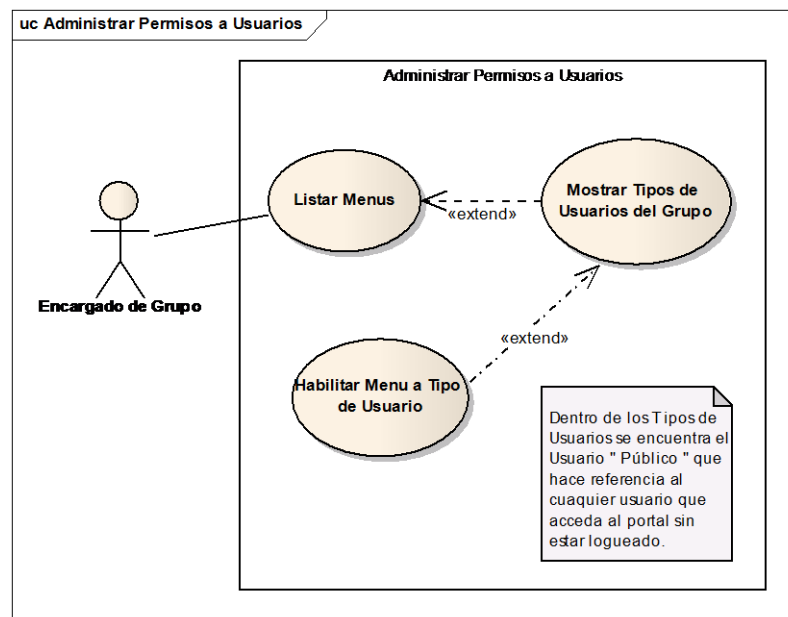 uc Administrar Permisos a Usuarios
Administrar Permisos a Usuarios
Listar Menus
Mostrar Tipos de
Usuarios del Grupo
«extend»
Encargado de Grupo
«extend»
Habilitar Menu a Tipo
de Usuario
Dentro de los Tipos de
Usuarios se encuentra el
Usuario " Público " que
hace referencia al
cuaquier usuario que
acceda al portal sin
estar logueado.